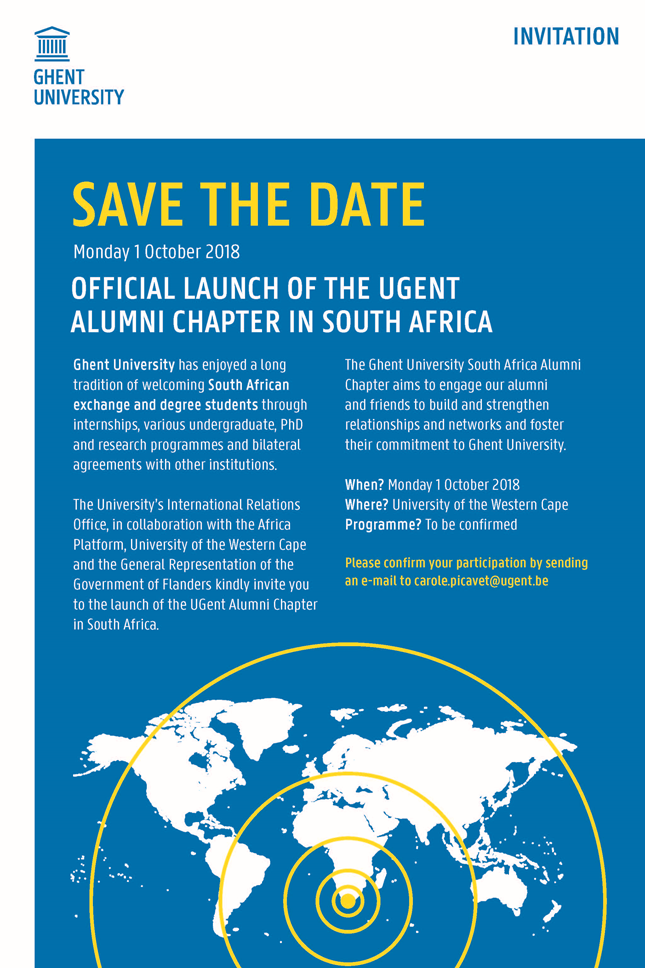 GHENT
UNIVERSITY
INVITATION
SAVE THE DATE
Monday 1 October 2018
OFFICIAL LAUNCH OF THE UGENT
ALUMNI CHAPTER IN SOUTH AFRICA
Ghent University has enjoyed a long
tradition of welcoming South African
exchange and degree students through
internships, various undergraduate, PhD
and research programmes and bilateral
agreements with other institutions.
The University's International Relations
Office, in collaboration with the Africa
Platform, University of the Western Cape
and the General Representation of the
Government of Flanders kindly invite you
to the launch of the UGent Alumni Chapter
in South Africa.
The Ghent University South Africa Alumni
Chapter aims to engage our alumni
and friends to build and strengthen
relationships and networks and foster
their commitment to Ghent University.
When? Monday 1 October 2018
Where? University of the Western Cape
Programme? To be confirmed
Please confirm your participation by sending
an e-mail to carole.picavet@ugent.be